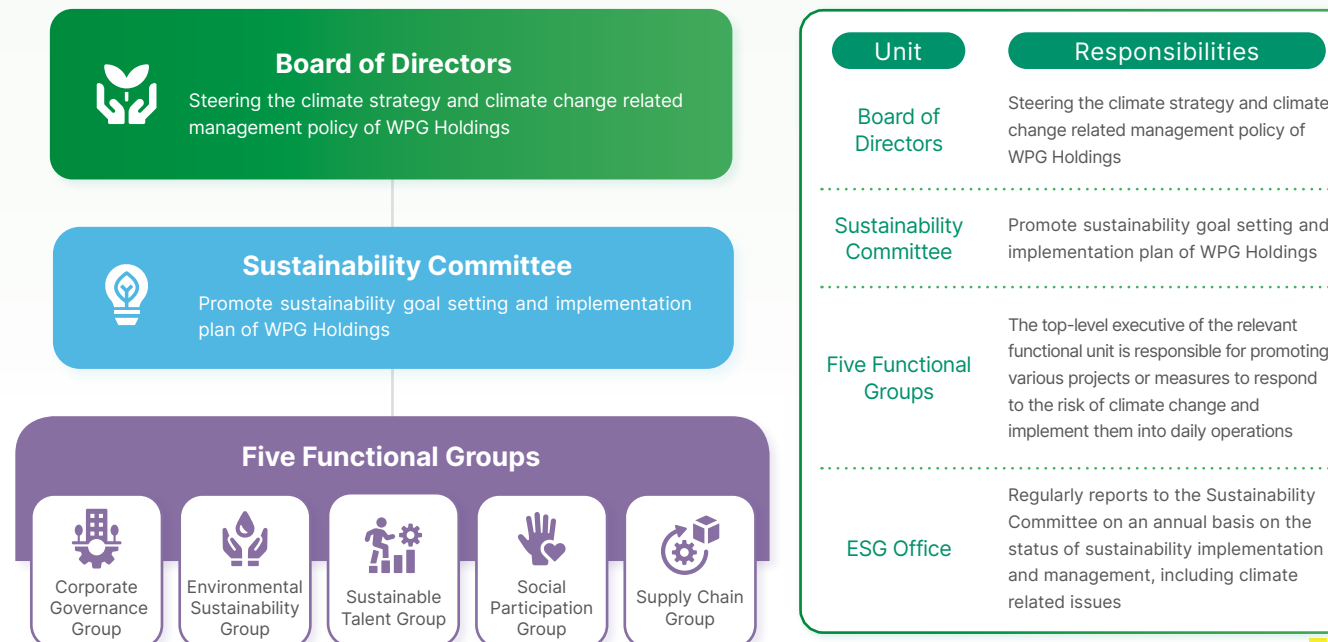 Board of Directors
Steering the climate strategy and climate change related
management policy of WPG Holdings
Sustainability Committee
Promote sustainability goal setting and implementation
plan of WPG Holdings
Five Functional Groups
Corporate
Governance
Group
Environmental
Sustainability
Group
Sustainable
Talent Group
Social
Participation
Group
Supply Chain
Group
Unit
Responsibilities
Board of
Directors
Steering the climate strategy and climate
change related management policy of
WPG Holdings
Sustainability
Committee
Promote sustainability goal setting and
implementation plan of WPG Holdings
Five Functional
Groups
The top-level executive of the relevant
functional unit is responsible for promoting
various projects or measures to respond
to the risk of climate change and
implement them into daily operations
ESG Office
Regularly reports to the Sustainability
Committee on an annual basis on the
status of sustainability implementation
and management, including climate
related issues